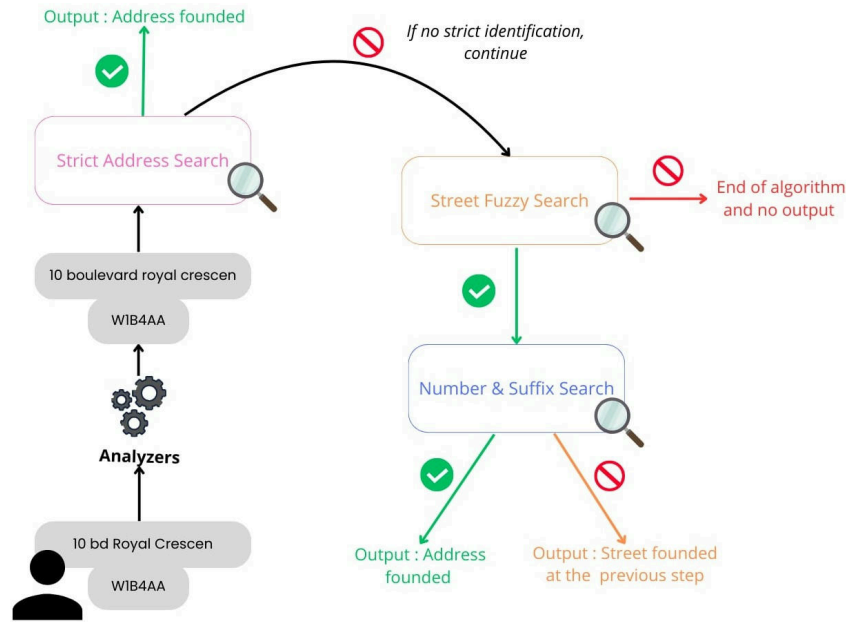 Output : Address founded
If no strict identification,
continue
Strict Address Search
Street Fuzzy Search
End of algorithm
and no output
10 boulevard royal crescen
W1B4AA
Number & Suffix Search
Analyzers
10 bd Royal Crescen
W1B4AA
Output : Address
founded
Output : Street founded
at the previous step